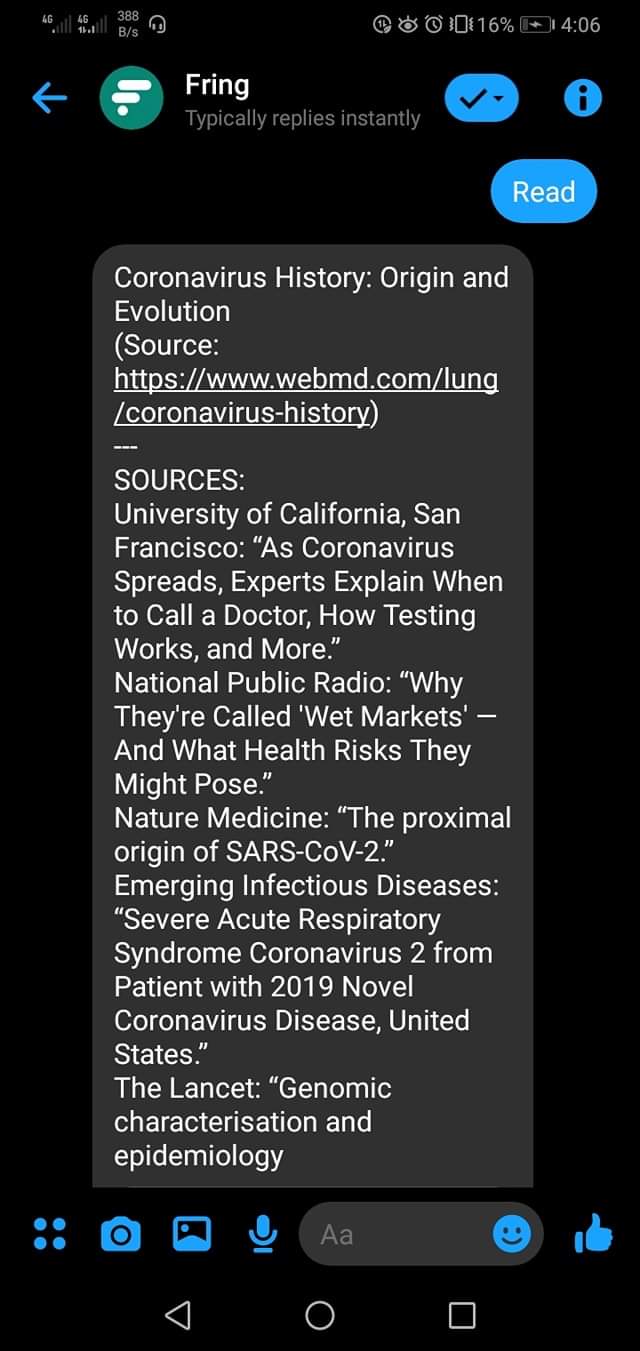 4G 4G 388 B/s 16% 4:06
Fring
Typically replies instantly
Read
Coronavirus History: Origin and
Evolution
(Source:
https://www.webmd.com/lung
/coronavirus-history)
---
SOURCES:
University of California, San
Francisco: “As Coronavirus
Spreads, Experts Explain When
to Call a Doctor, How Testing
Works, and More.”
National Public Radio: “Why
They're Called 'Wet Markets' —
And What Health Risks They
Might Pose.”
Nature Medicine: “The proximal
origin of SARS-CoV-2.”
Emerging Infectious Diseases:
“Severe Acute Respiratory
Syndrome Coronavirus 2 from
Patient with 2019 Novel
Coronavirus Disease, United
States.”
The Lancet: “Genomic
characterisation and
epidemiology
Aa